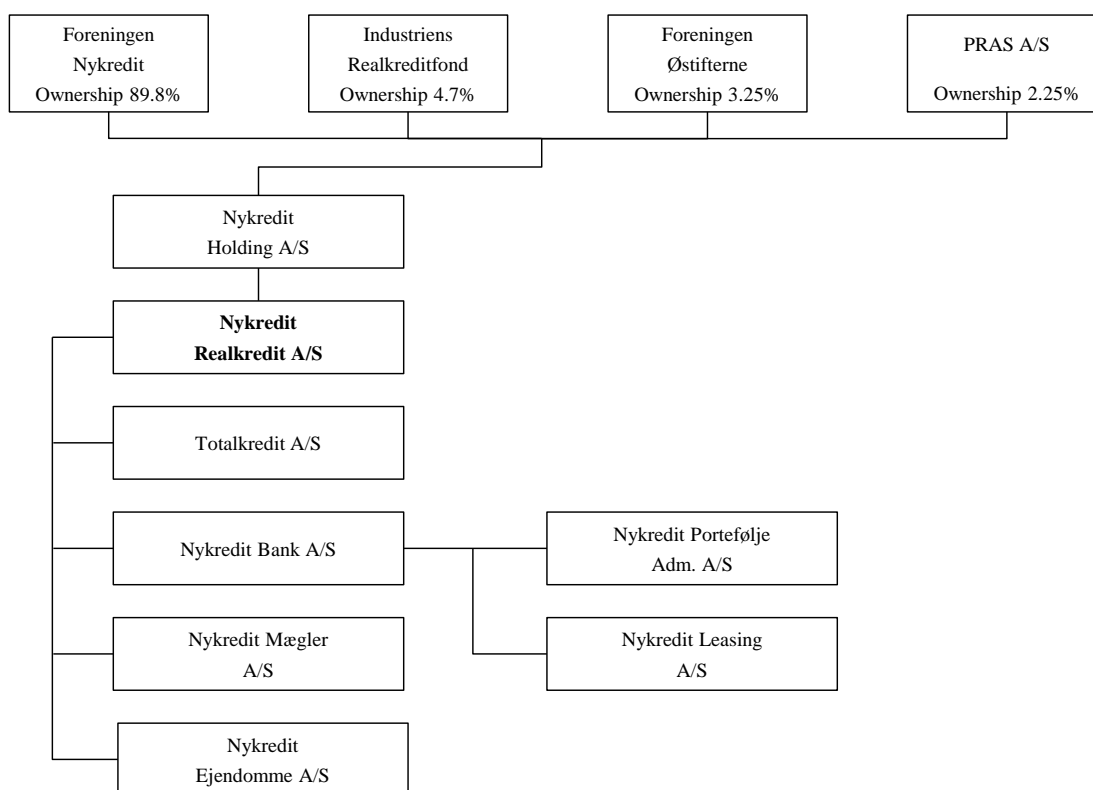 Foreningen
Nykredit
Ownership 89.8%
Industriens
Realkreditfond
Ownership 4.7%
Foreningen
Østifterne
Ownership 3.25%
PRAS A/S
Ownership 2.25%
Nykredit
Holding A/S
Nykredit
Realkredit A/S
Totalkredit A/S
Nykredit Bank A/S
Nykredit Portefølje
Adm. A/S
Nykredit Mægler
A/S
Nykredit Leasing
A/S
Nykredit
Ejendomme A/S